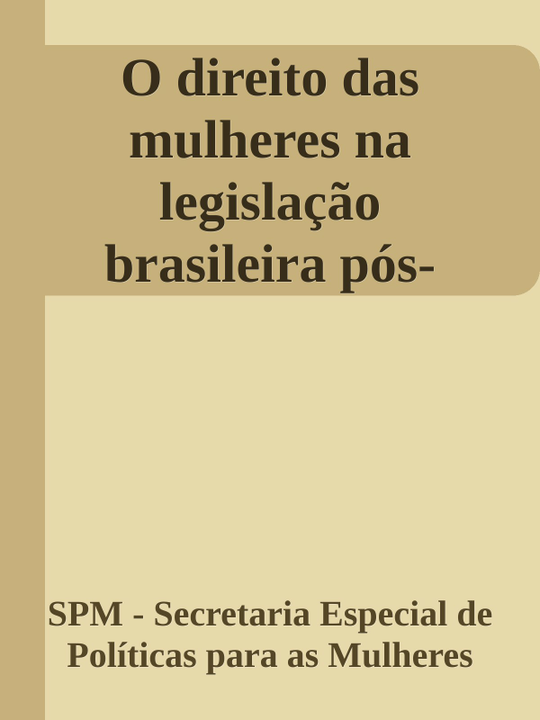 O direito das
mulheres na
legislação
brasileira pós-
SPM - Secretaria Especial de
Políticas para as Mulheres